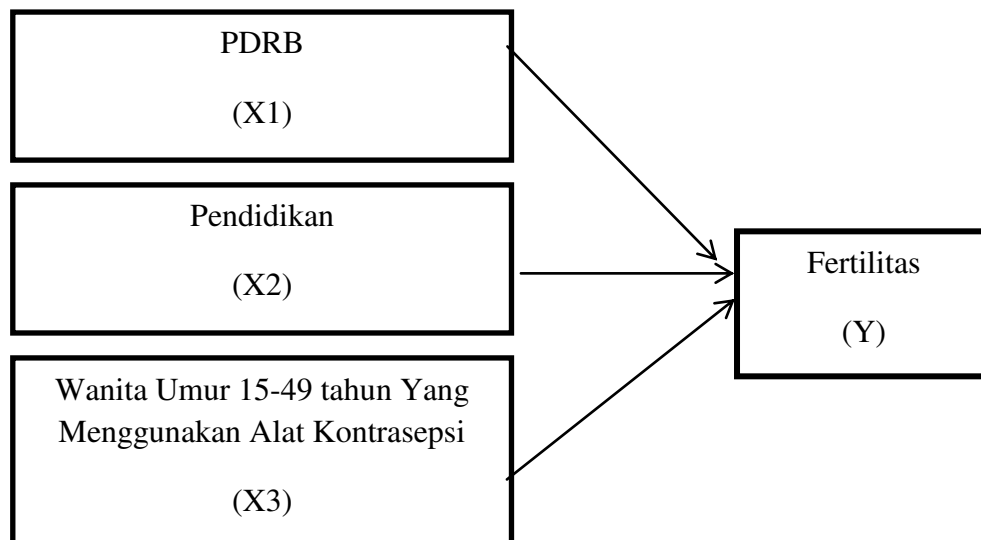 PDRB
(X1)
Pendidikan
(X2)
Wanita Umur 15-49 tahun Yang
Menggunakan Alat Kontrasepsi
(X3)
Fertilitas
(Y)